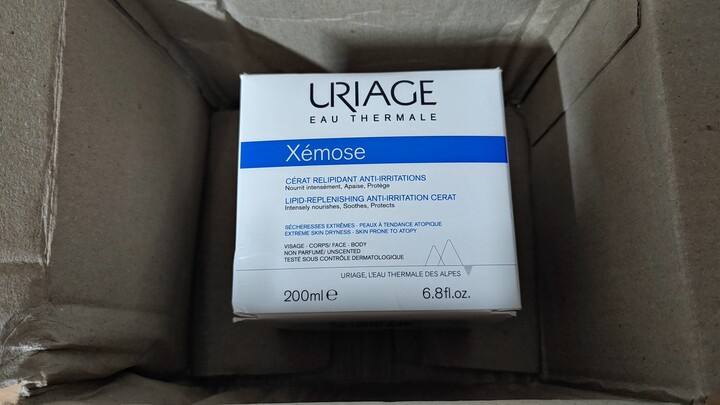 URIAGE
EAU THERMALE
Xémose
CÉRAT RELIPIDANT ANTI-IRRITATIONS
Nourrit intensément, Apaise, Protège
LIPID-REPLENISHING ANTI-IRRITATION CERAT
Intensely nourishes, Soothes, Protects
SÉCHERESSES EXTRÊMES - PEAUX À TENDANCE ATOPIQUE
EXTREME SKIN DRYNESS - SKIN PRONE TO ATOPY
VISAGE - CORPS/ FACE - BODY
NON PARFUMÉ/ UNSCENTED
TESTÉ SOUS CONTRÔLE DERMATOLOGIQUE
URIAGE, L'EAU THERMALE DES ALPES
200ml ℮ 6.8fl.oz.